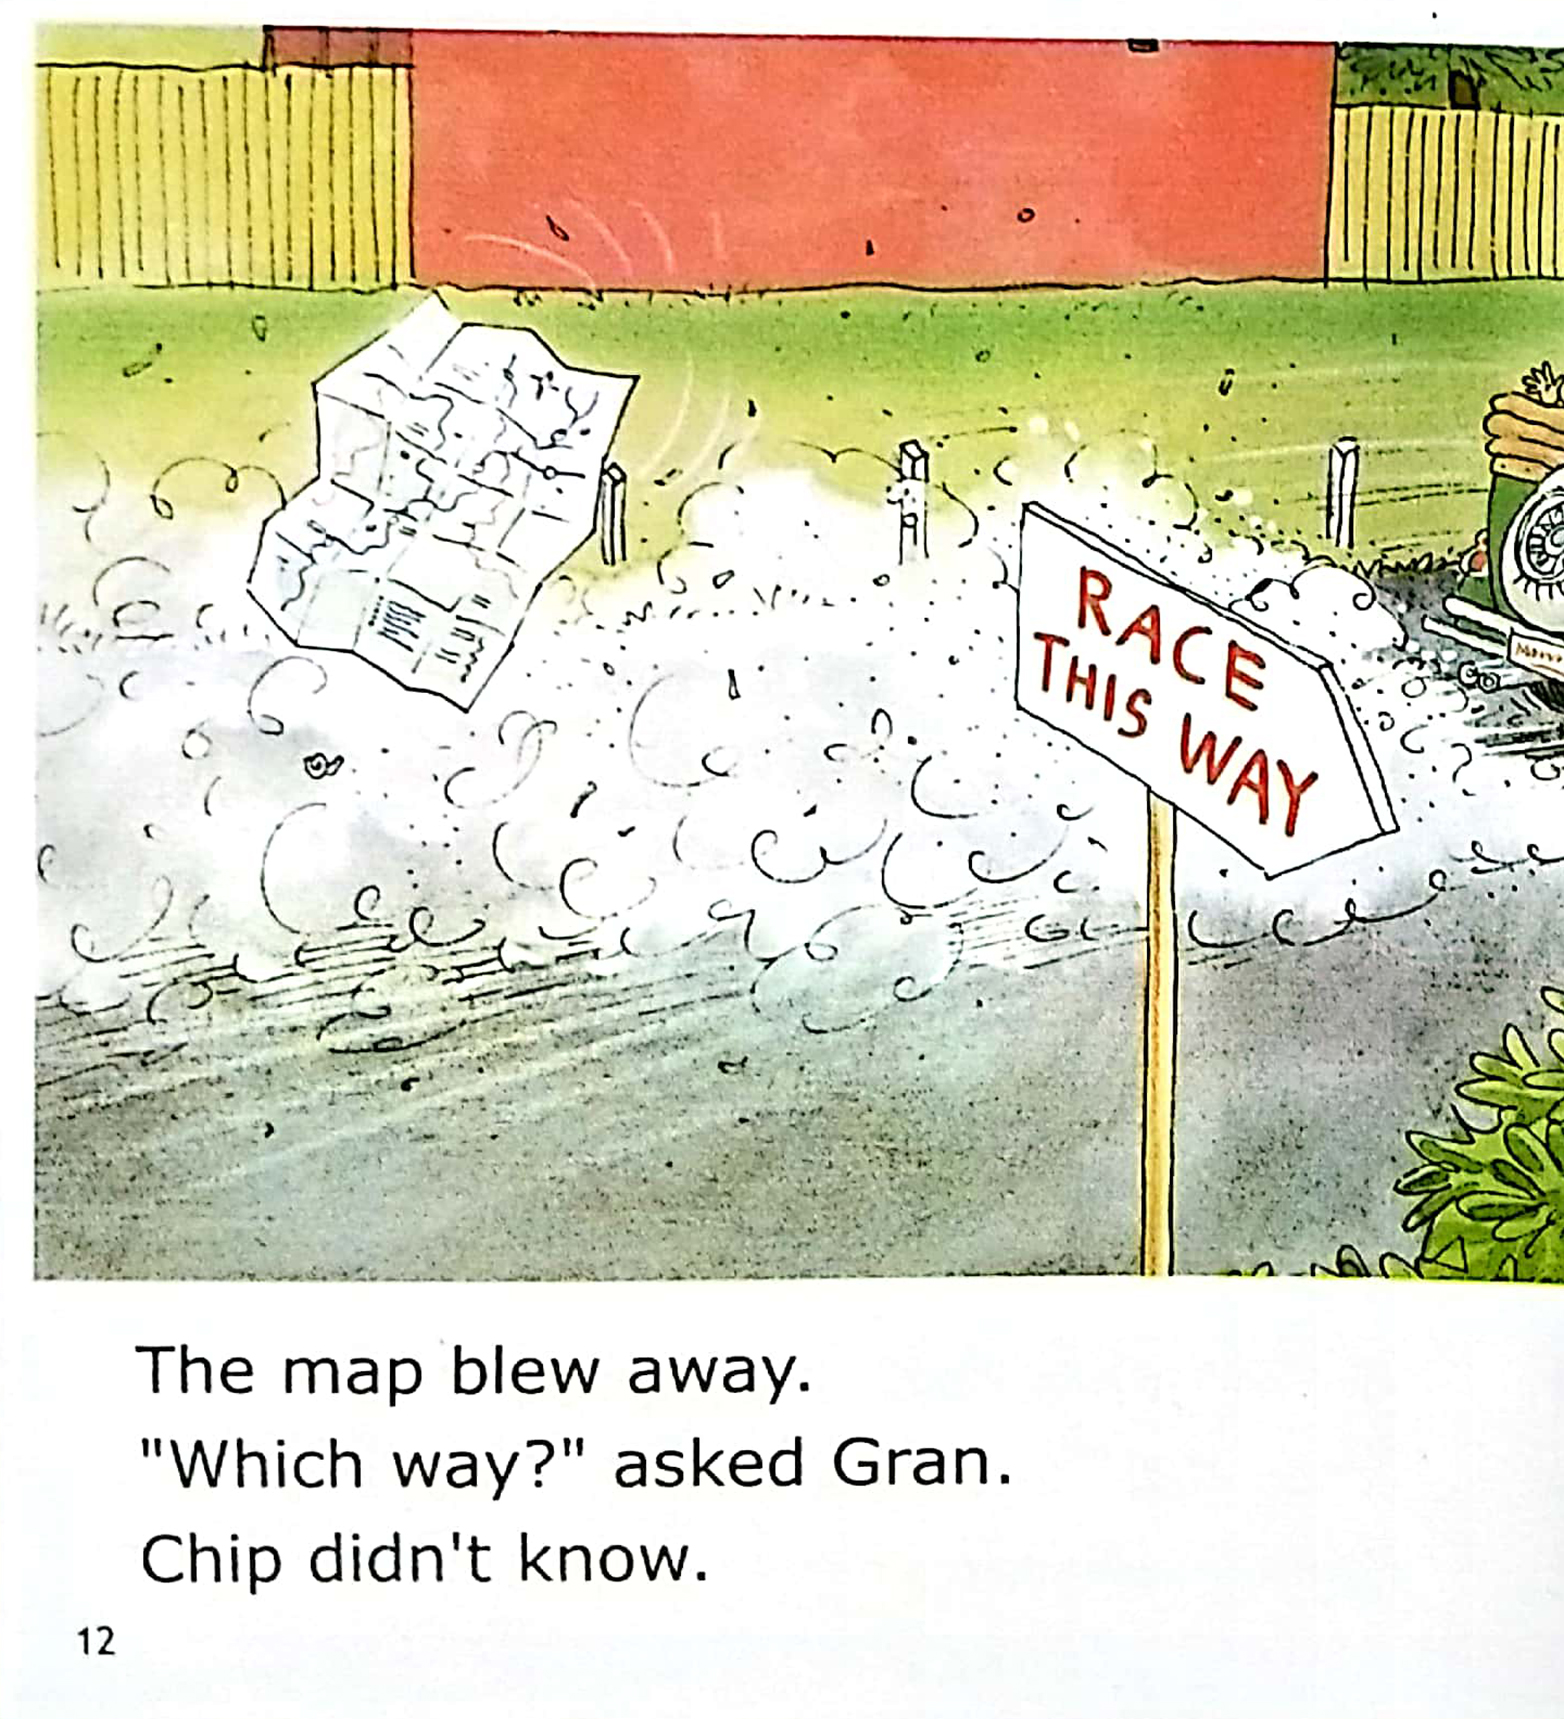 RACE
THIS WAY
The map blew away.
"Which way?" asked Gran.
Chip didn't know.
12